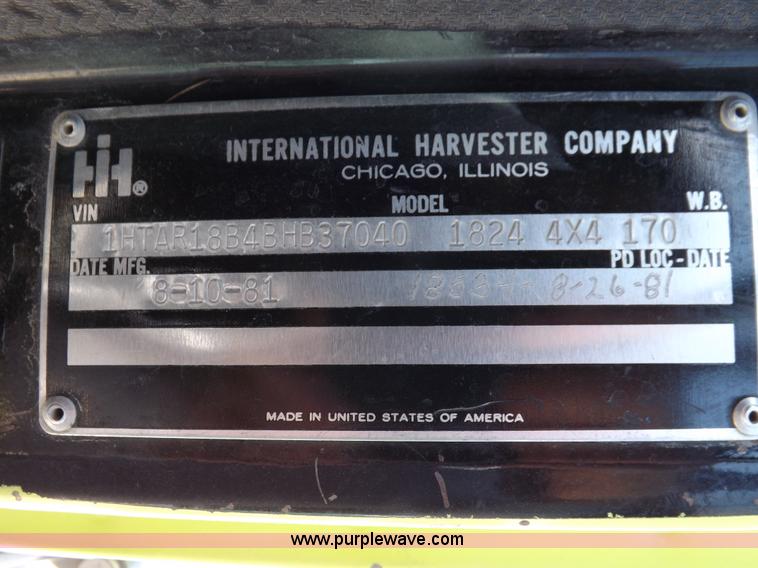 IH®
INTERNATIONAL HARVESTER COMPANY
CHICAGO, ILLINOIS
VIN MODEL W.B.
1HTAR18B4BHB37040 1824 4X4 170
DATE MFG. PD LOC-DATE
8-10-81 8-26-81
MADE IN UNITED STATES OF AMERICA
www.purplewave.com